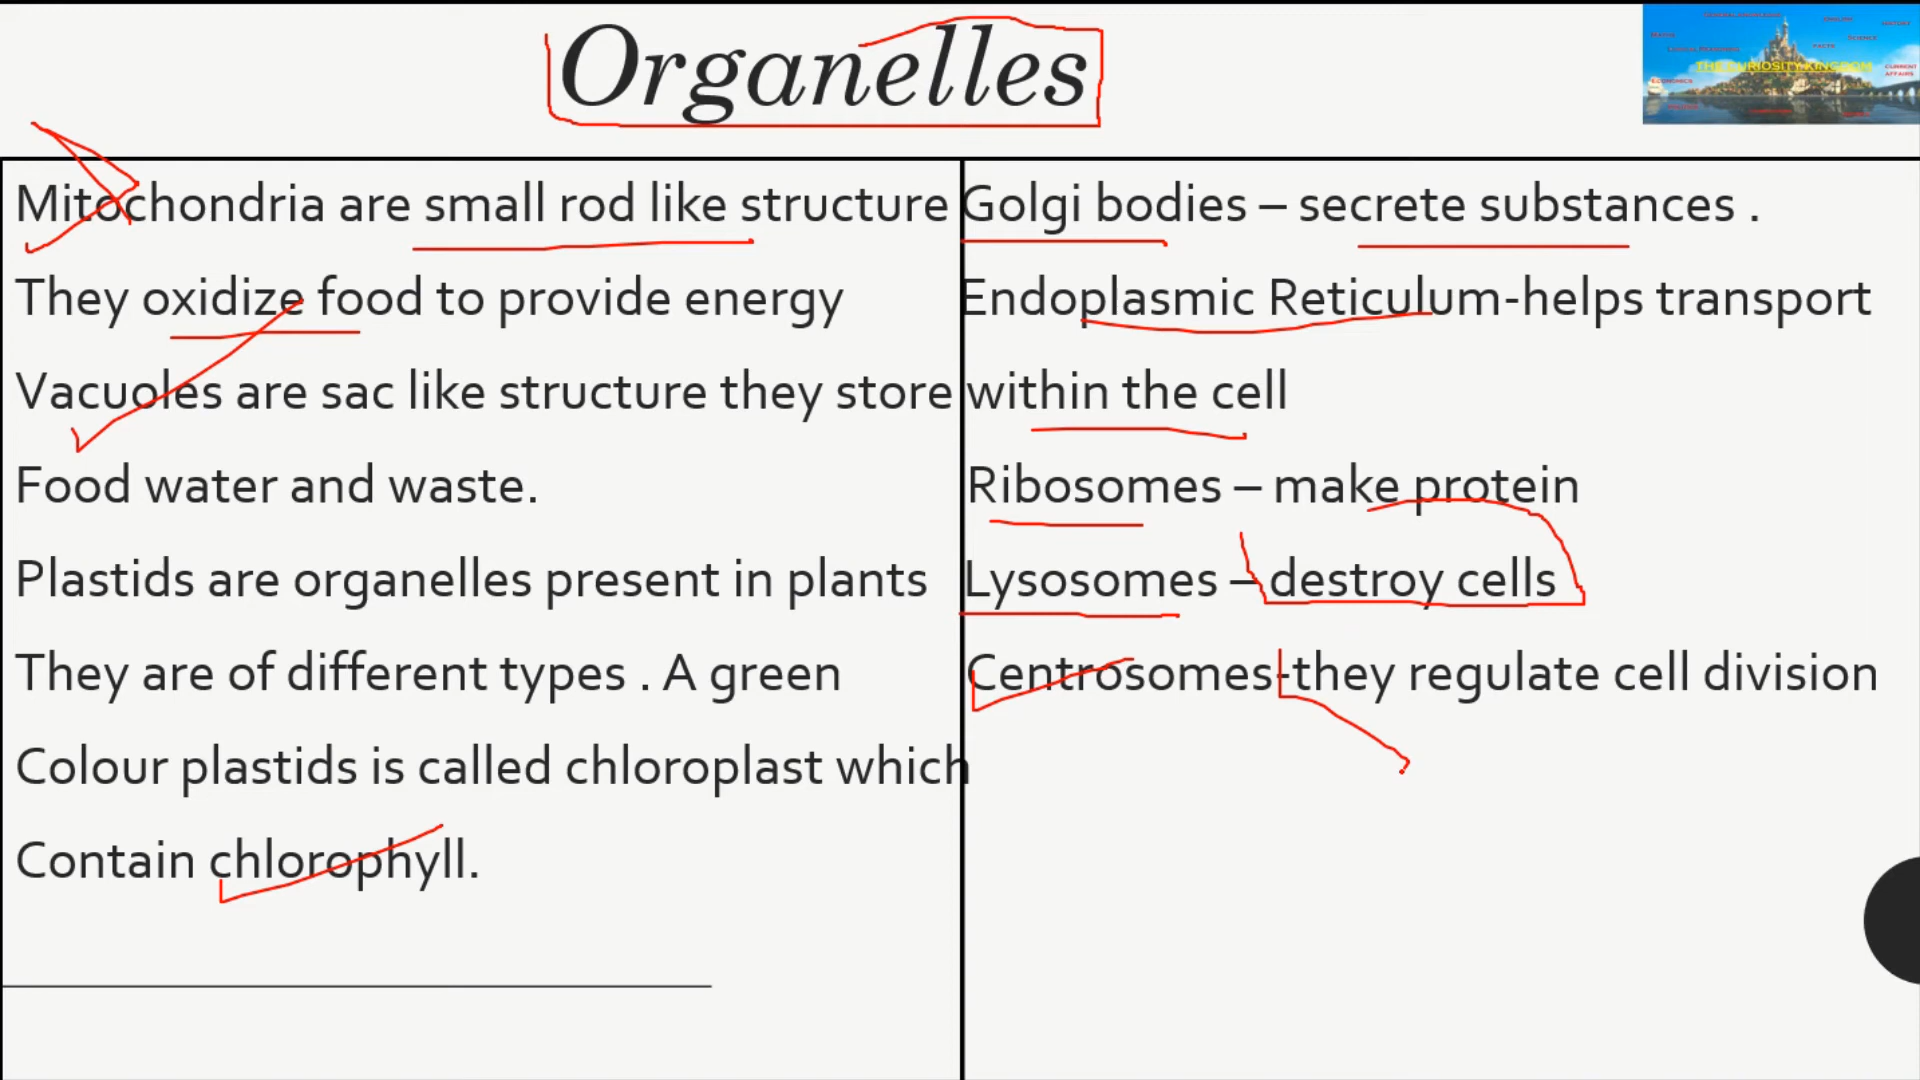 Organelles
THE CURIOSITY KINGDOM
Mitochondria are small rod like structure
They oxidize food to provide energy
Vacuoles are sac like structure they store
Food water and waste.
Plastids are organelles present in plants
They are of different types . A green
Colour plastids is called chloroplast which
Contain chlorophyll.
Golgi bodies – secrete substances .
Endoplasmic Reticulum-helps transport
within the cell
Ribosomes – make protein
Lysosomes – destroy cells
Centrosomes-they regulate cell division